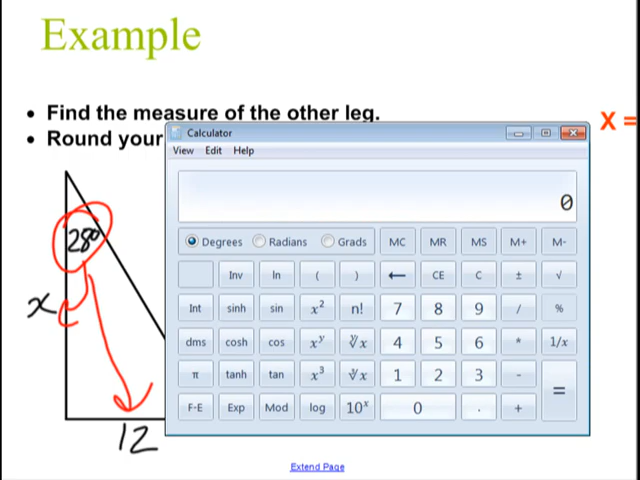 Example
• Find the measure of the other leg.
• Round your
X =
28°
x
12
Calculator
View Edit Help
0
Degrees Radians Grads MC MR MS M+ M-
Inv ln ( ) ← CE C ± √
Int sinh sin x² n! 7 8 9 / %
dms cosh cos xʸ ʸ√x 4 5 6 * 1/x
π tanh tan x³ ³√x 1 2 3 - =
F-E Exp Mod log 10ˣ 0 . +
Extend Page